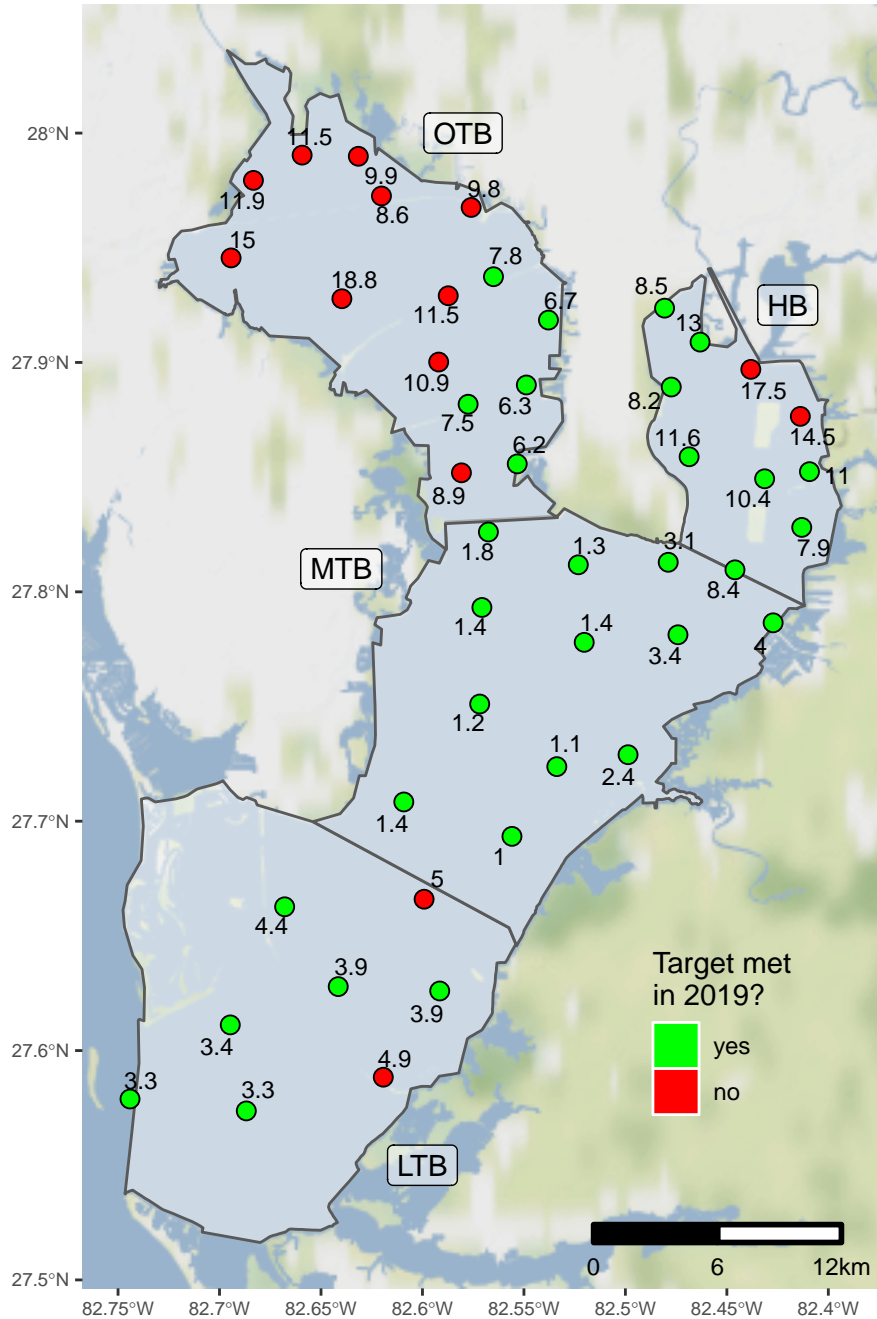 28°N
27.9°N
27.8°N
27.7°N
27.6°N
27.5°N
OTB
11.5
9.9
11.9
8.6
9.8
15
7.8
18.8
11.5
6.7
10.9
6.3
7.5
6.2
8.9
HB
8.5
13
17.5
8.2
14.5
11.6
11
10.4
7.9
8.4
MTB
1.8
1.3
3.1
1.4
1.4
3.4
4
1.2
1.1
2.4
1.4
1
5
4.4
3.9
3.9
3.4
4.9
3.3
3.3
LTB
Target met
in 2019?
yes
no
0 6 12km
82.75°W 82.7°W 82.65°W 82.6°W 82.55°W 82.5°W 82.45°W 82.4°W